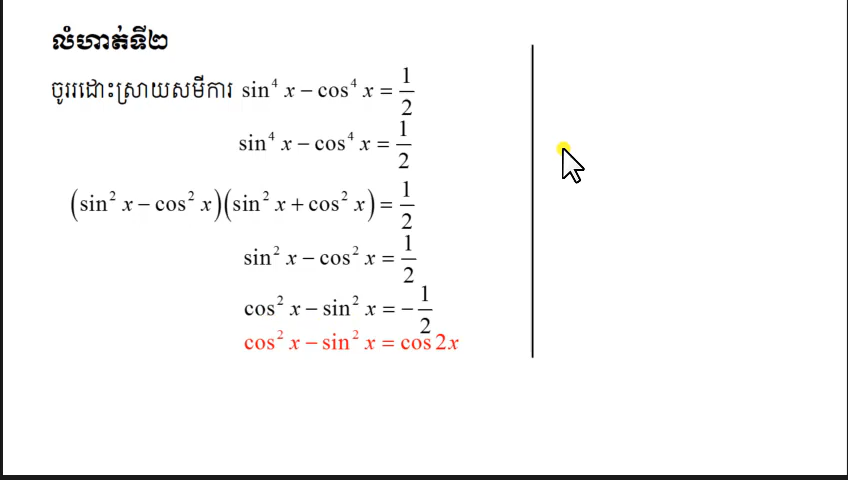 លំហាត់ទី២
ចូររដោះស្រាយសមីការ sin⁴ x − cos⁴ x = 1/2
sin⁴ x − cos⁴ x = 1/2
(sin² x − cos² x)(sin² x + cos² x) = 1/2
sin² x − cos² x = 1/2
cos² x − sin² x = −1/2
cos² x − sin² x = cos 2x